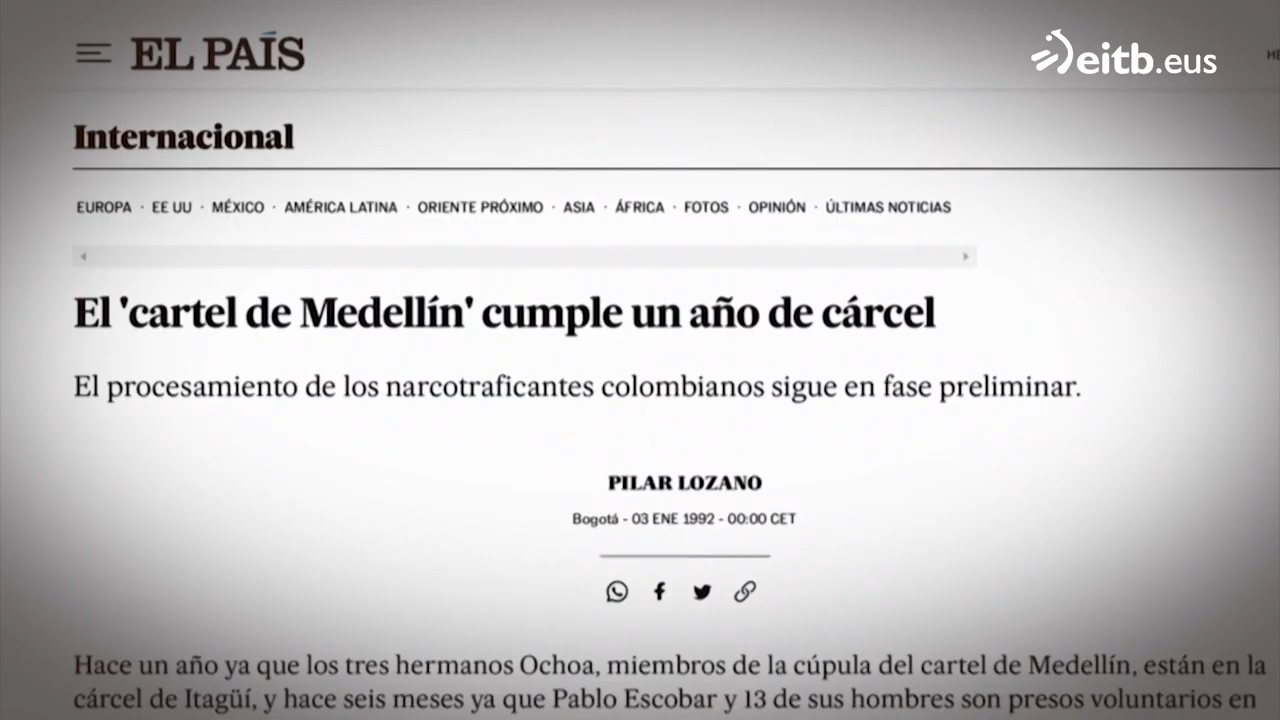 EL PAÍS
eitb.eus
Internacional
EUROPA · EE UU · MÉXICO · AMÉRICA LATINA · ORIENTE PRÓXIMO · ASIA · ÁFRICA · FOTOS · OPINIÓN · ÚLTIMAS NOTICIAS
El 'cartel de Medellín' cumple un año de cárcel
El procesamiento de los narcotraficantes colombianos sigue en fase preliminar.
PILAR LOZANO
Bogotá - 03 ENE 1992 - 00:00 CET
Hace un año ya que los tres hermanos Ochoa, miembros de la cúpula del cartel de Medellín, están en la
cárcel de Itagüí, y hace seis meses ya que Pablo Escobar y 13 de sus hombres son presos voluntarios en